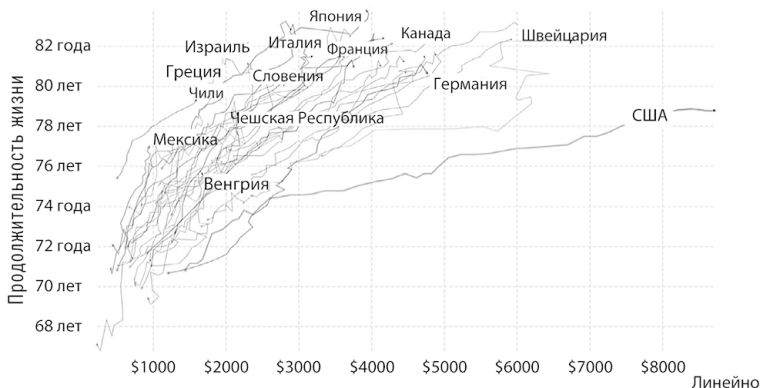 Япония
82 года
Израиль
Италия
Франция
Канада
Швейцария
Греция
Словения
80 лет
Чили
Германия
78 лет
Чешская Республика
США
Мексика
76 лет
Венгрия
74 года
72 года
70 лет
68 лет
Продолжительность жизни
$1000 $2000 $3000 $4000 $5000 $6000 $7000 $8000
Линейно